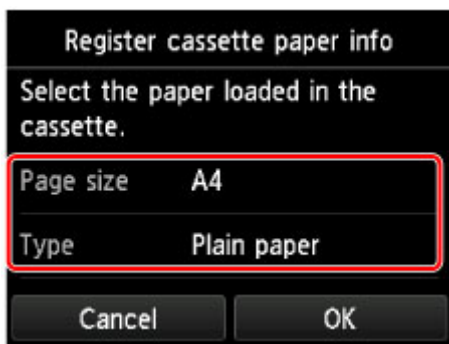 Register cassette paper info
Select the paper loaded in the
cassette.
Page size A4
Type Plain paper
Cancel OK